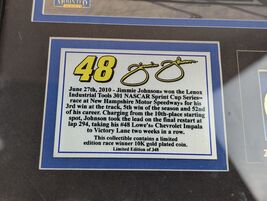 48
Jimmie Johnson
June 27th, 2010 - Jimmie Johnson® won the Lenox
Industrial Tools 301 NASCAR Sprint Cup Series™
race at New Hampshire Motor Speedway® for his
3rd win at the track, 5th win of the season and 52nd
of his career. Charging from the 10th-place starting
spot, Johnson took the lead on the final restart at
lap 294, taking his #48 Lowe's® Chevrolet Impala
to Victory Lane two weeks in a row.
This collectible contains a limited
edition race winner 10K gold plated coin.
Limited Edition of 348